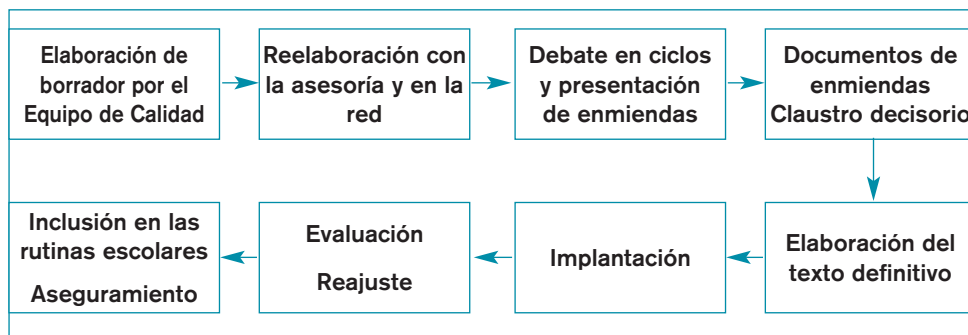 Elaboración de
borrador por el
Equipo de Calidad
Reelaboración con
la asesoría y en la
red
Debate en ciclos
y presentación
de enmiendas
Documentos de
enmiendas
Claustro decisorio
Elaboración del
texto definitivo
Implantación
Evaluación
Reajuste
Inclusión en las
rutinas escolares
Aseguramiento